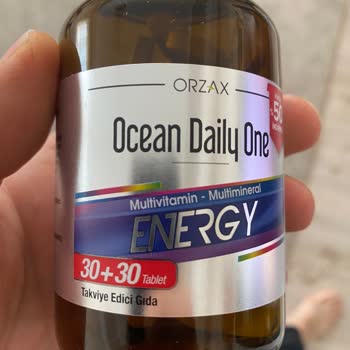 ORZAX
Ocean Daily One
Multivitamin - Multimineral
ENERGY
30+30 Tablet
Takviye Edici Gıda